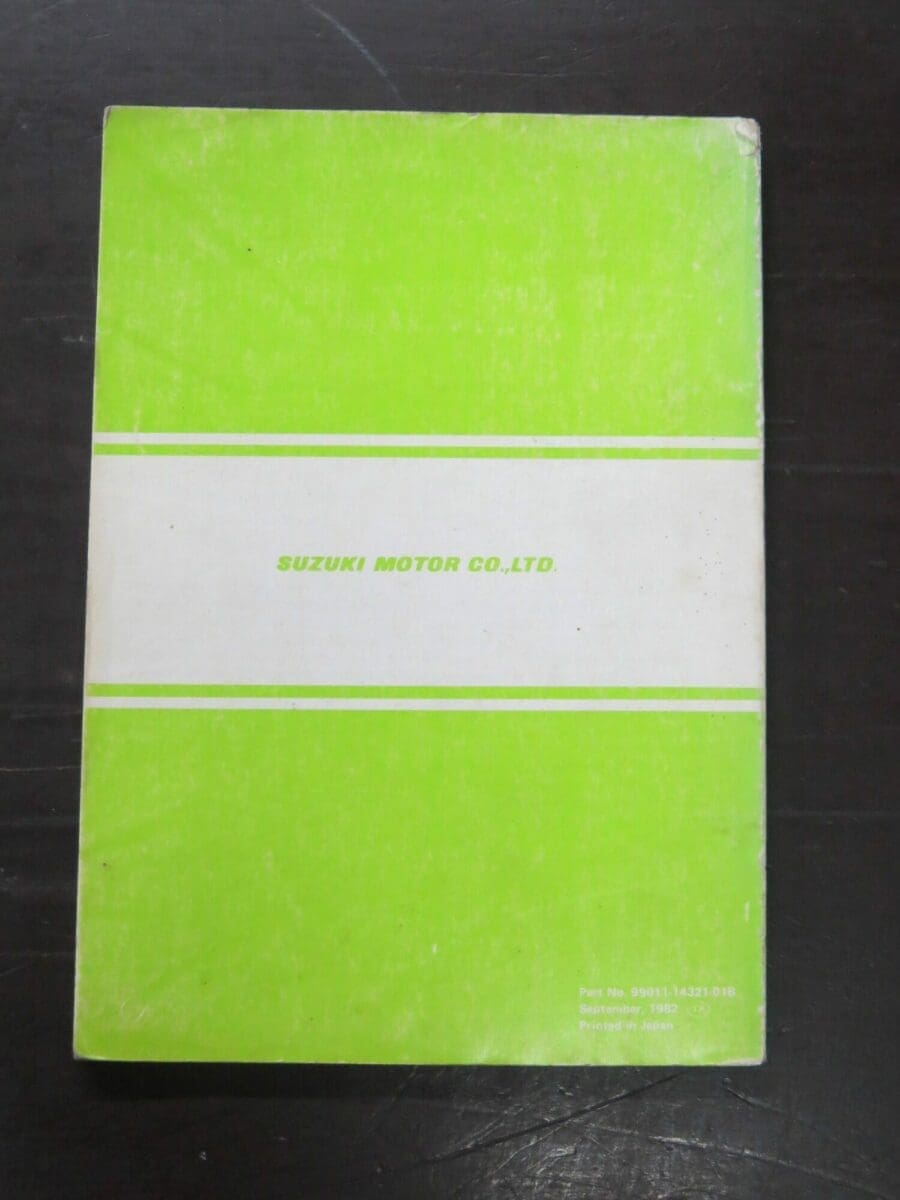 SUZUKI MOTOR CO.,LTD.
Part No. 99011-14321-01B
September, 1982
Printed in Japan